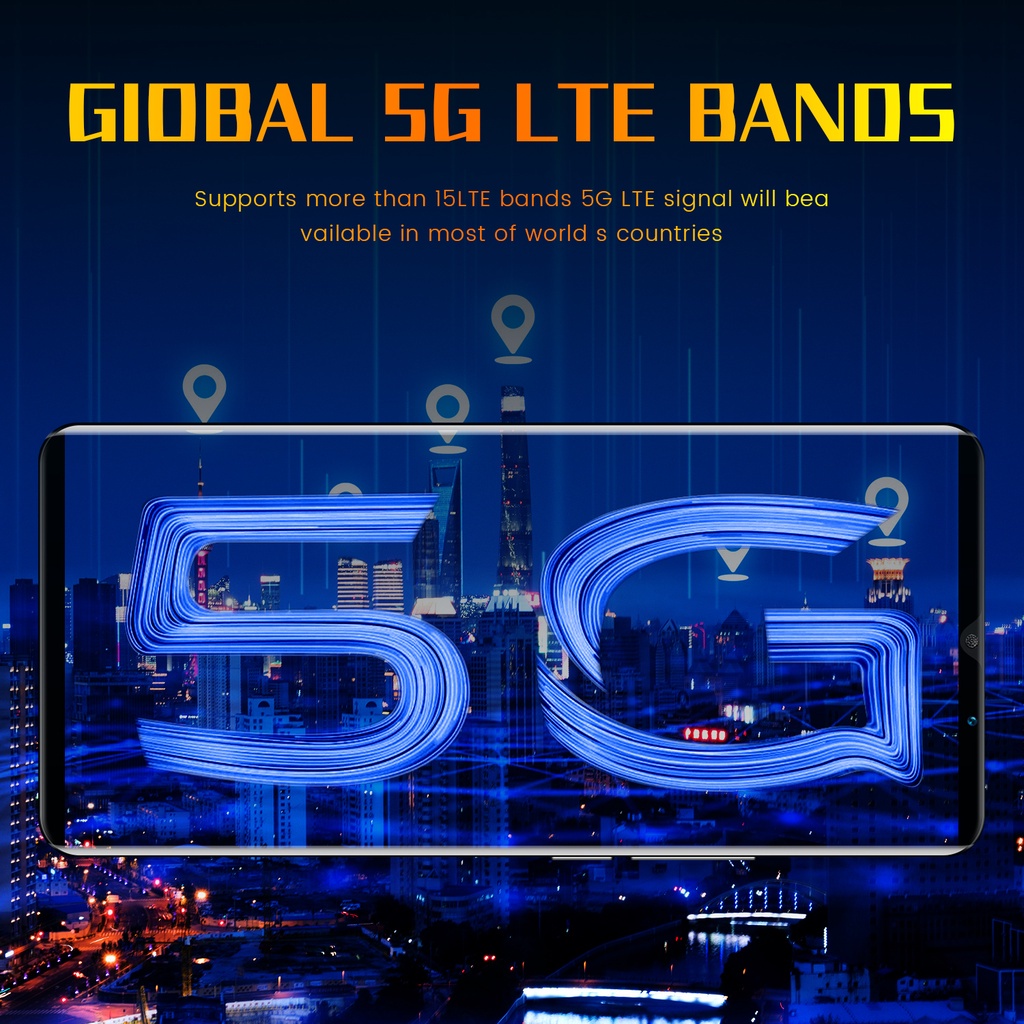 GIOBAL 5G LTE BANDS
Supports more than 15LTE bands 5G LTE signal will bea
vailable in most of world s countries
5G